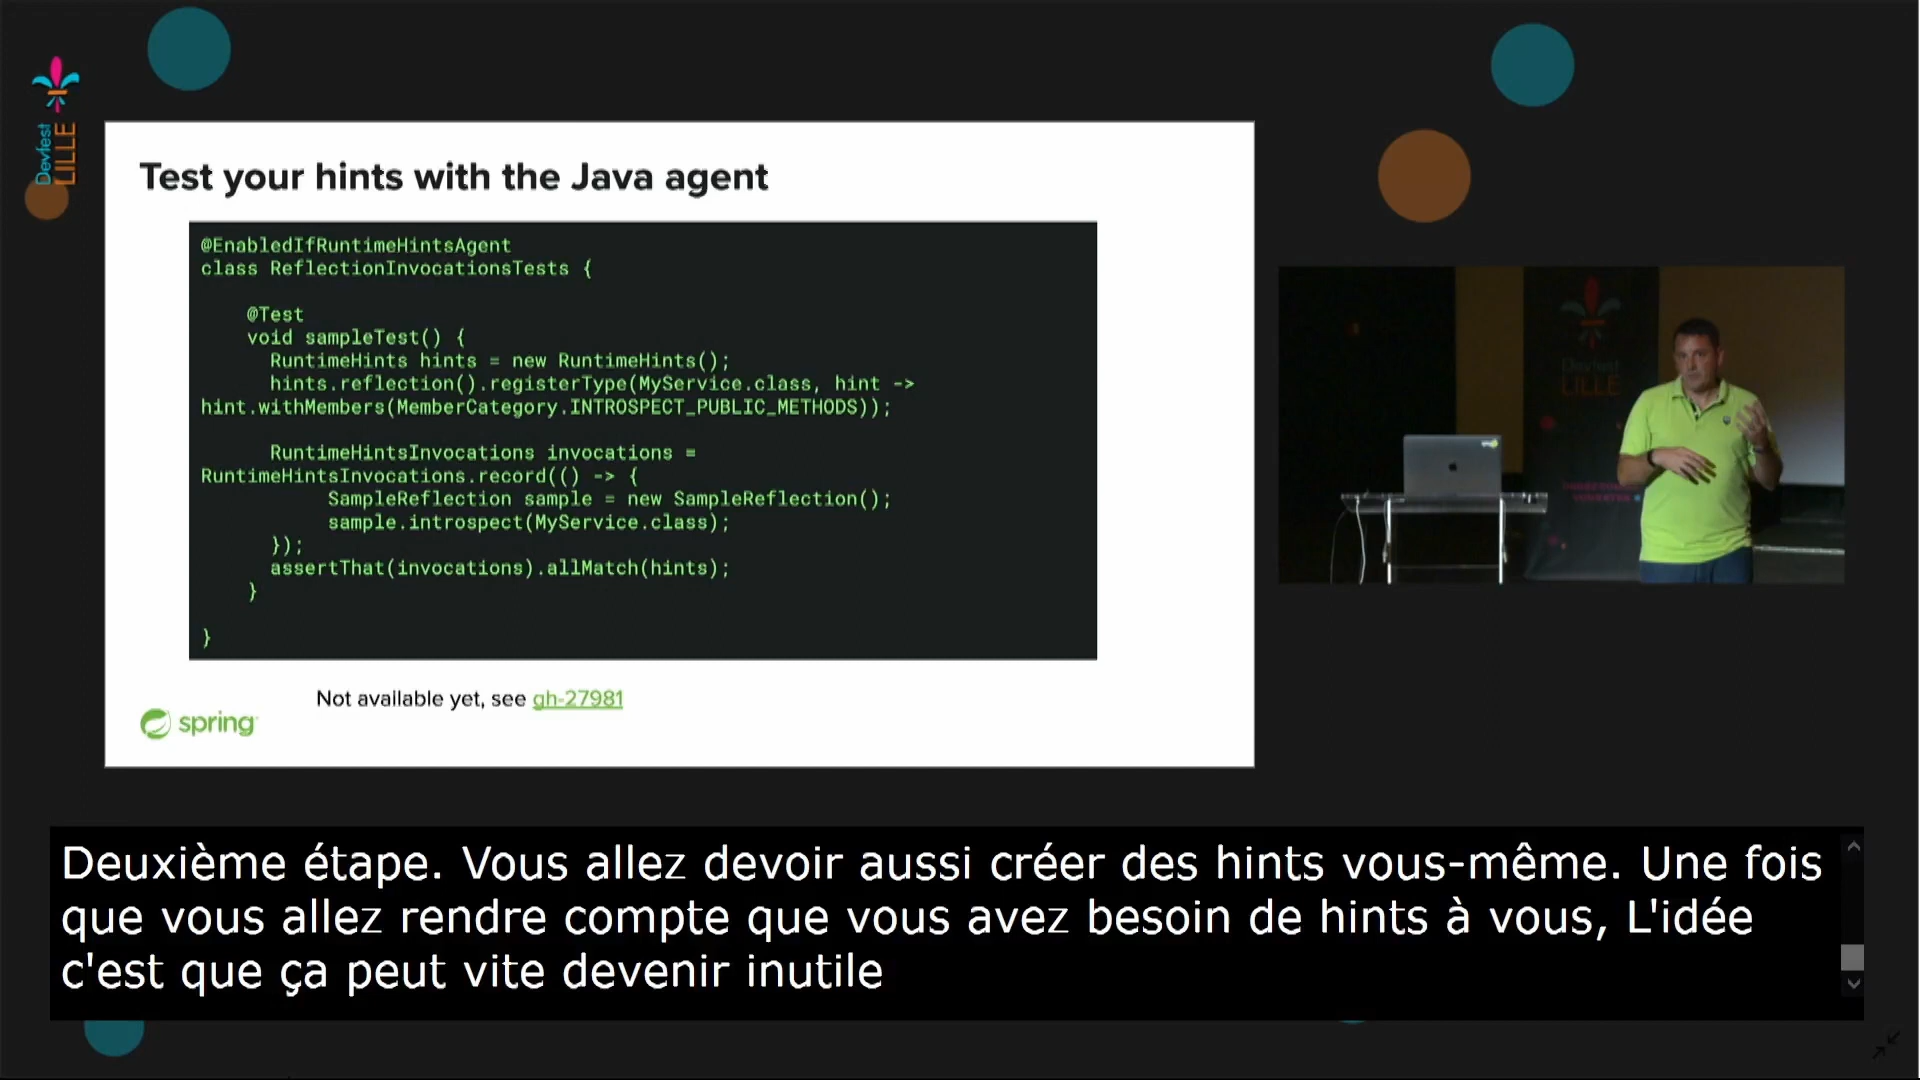 Devfest
LILLE
Test your hints with the Java agent
@EnabledIfRuntimeHintsAgent
class ReflectionInvocationsTests {
@Test
void sampleTest() {
RuntimeHints hints = new RuntimeHints();
hints.reflection().registerType(MyService.class, hint ->
hint.withMembers(MemberCategory.INTROSPECT_PUBLIC_METHODS));
RuntimeHintsInvocations invocations =
RuntimeHintsInvocations.record(() -> {
SampleReflection sample = new SampleReflection();
sample.introspect(MyService.class);
});
assertThat(invocations).allMatch(hints);
}
}
Not available yet, see gh-27981
spring
Devfest
LILLE
Deuxième étape. Vous allez devoir aussi créer des hints vous-même. Une fois
que vous allez rendre compte que vous avez besoin de hints à vous, L'idée
c'est que ça peut vite devenir inutile